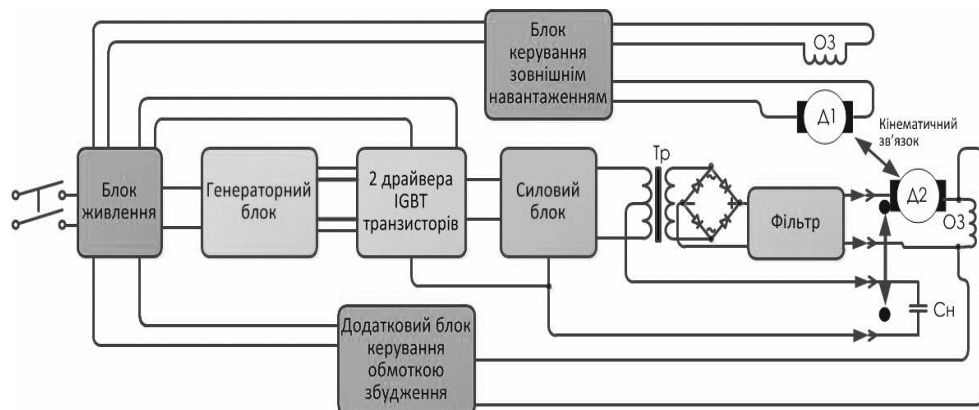 Блок
керування
зовнішнім
навантаженням
ОЗ
Д1
Кінематичний
зв’язок
Блок
живлення
Генераторний
блок
2 драйвера
IGBT
транзисторів
Силовий
блок
Тр
Фільтр
Д2
ОЗ
Сн
Додатковий блок
керування
обмоткою
збудження